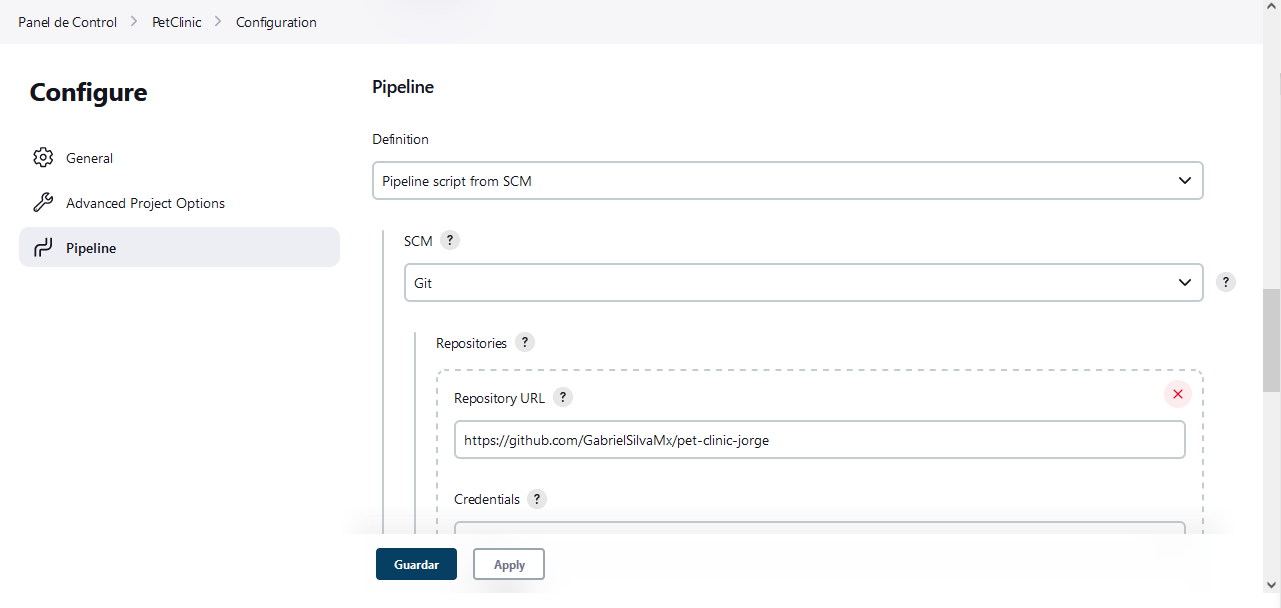 Panel de Control > PetClinic > Configuration
Configure
General
Advanced Project Options
Pipeline
Pipeline
Definition
Pipeline script from SCM
SCM ?
Git
?
Repositories ?
Repository URL ?
https://github.com/GabrielSilvaMx/pet-clinic-jorge
Credentials ?
Guardar Apply